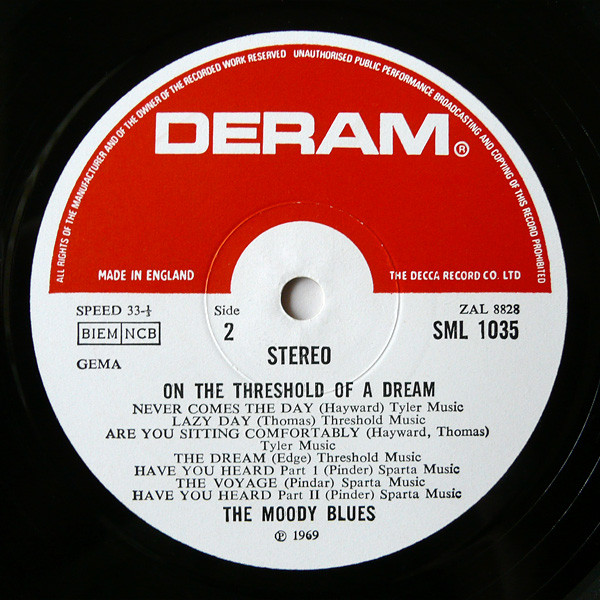 ALL RIGHTS OF THE MANUFACTURER AND OF THE OWNER OF THE RECORDED WORK RESERVED UNAUTHORISED PUBLIC PERFORMANCE BROADCASTING AND COPYING OF THIS RECORD PROHIBITED
DERAM®
MADE IN ENGLAND THE DECCA RECORD CO. LTD
SPEED 33-⅓ Side ZAL 8828
BIEM NCB 2 SML 1035
GEMA STEREO
ON THE THRESHOLD OF A DREAM
NEVER COMES THE DAY (Hayward) Tyler Music
LAZY DAY (Thomas) Threshold Music
ARE YOU SITTING COMFORTABLY (Hayward, Thomas)
Tyler Music
THE DREAM (Edge) Threshold Music
HAVE YOU HEARD Part I (Pinder) Sparta Music
THE VOYAGE (Pindar) Sparta Music
HAVE YOU HEARD Part II (Pinder) Sparta Music
THE MOODY BLUES
℗ 1969